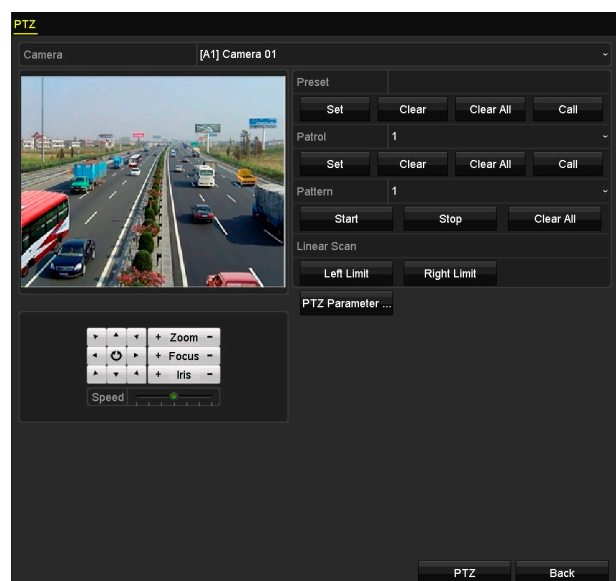 PTZ
Camera [A1] Camera 01
Preset
Set Clear Clear All Call
Patrol 1
Set Clear Clear All Call
Pattern 1
Start Stop Clear All
Linear Scan
Left Limit Right Limit
PTZ Parameter ...
+ Zoom -
+ Focus -
+ Iris -
Speed
PTZ Back